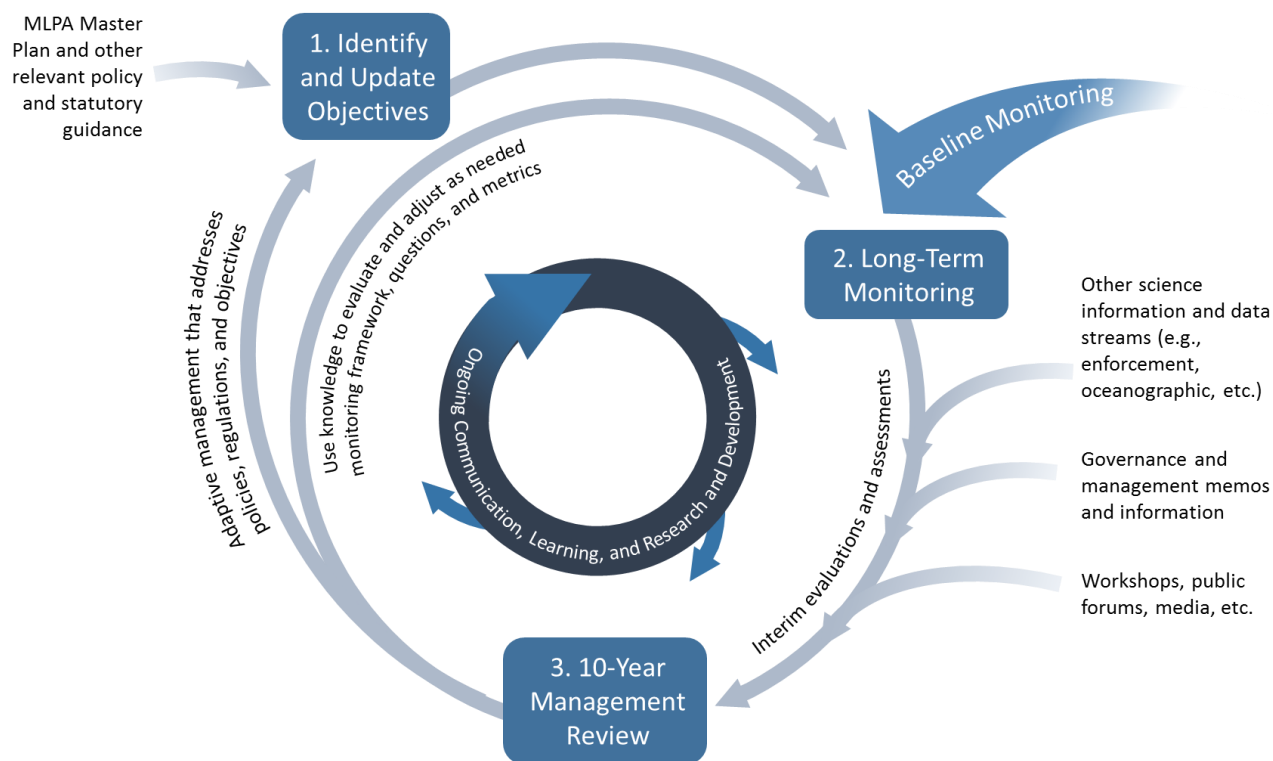 MLPA Master
Plan and other
relevant policy
and statutory
guidance
1. Identify
and Update
Objectives
Baseline Monitoring
2. Long-Term
Monitoring
Other science
information and data
streams (e.g.,
enforcement,
oceanographic, etc.)
Governance and
management memos
and information
Workshops, public
forums, media, etc.
Interim evaluations and assessments
3. 10-Year
Management
Review
Adaptive management that addresses
policies, regulations, and objectives
Use knowledge to evaluate and adjust as needed
monitoring framework, questions, and metrics
Ongoing Communication, Learning, and Research and Development